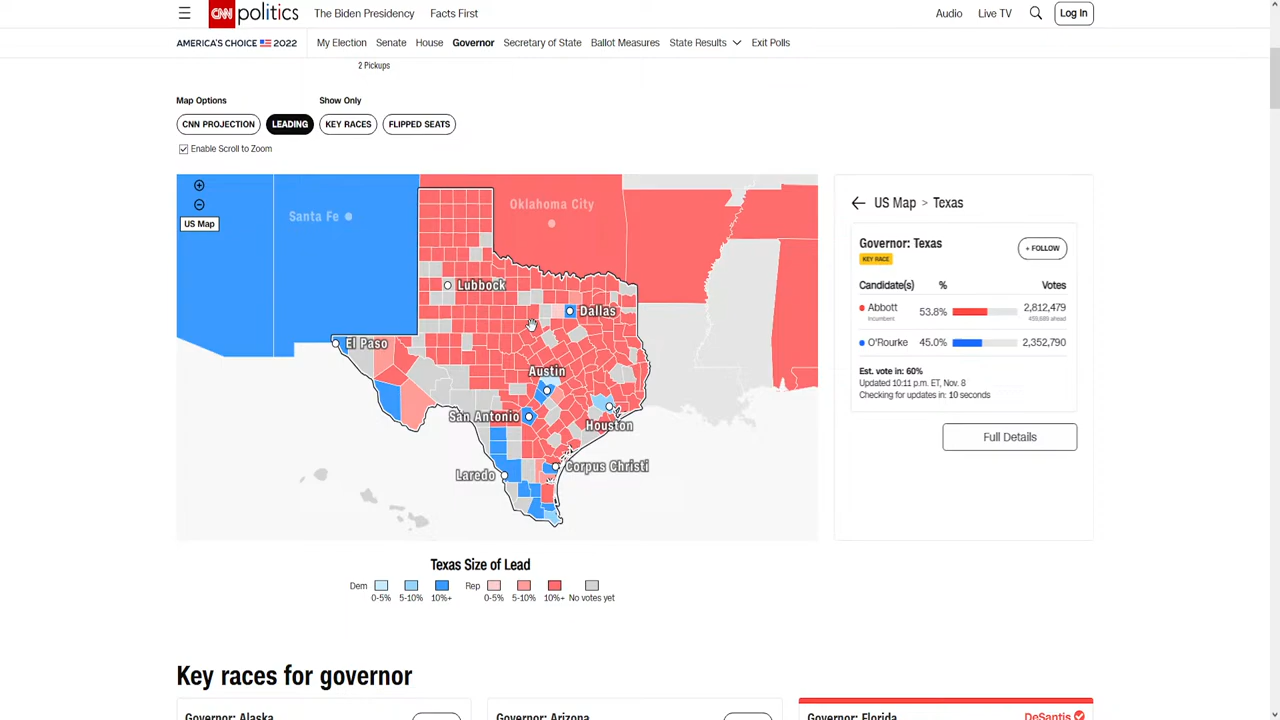 CNN politics The Biden Presidency Facts First Audio Live TV Log In
AMERICA'S CHOICE 2022 My Election Senate House Governor Secretary of State Ballot Measures State Results Exit Polls
2 Pickups
Map Options Show Only
CNN PROJECTION LEADING KEY RACES FLIPPED SEATS
Enable Scroll to Zoom
US Map
Santa Fe
Oklahoma City
Lubbock
Dallas
El Paso
Austin
San Antonio
Houston
Corpus Christi
Laredo
US Map > Texas
Governor: Texas + FOLLOW
KEY RACE
Candidate(s) % Votes
Abbott 53.8% 2,812,479
Incumbent 459,689 ahead
O'Rourke 45.0% 2,352,790
Est. vote in: 60%
Updated 10:11 p.m. ET, Nov. 8
Checking for updates in: 10 seconds
Full Details
Texas Size of Lead
Dem Rep
0-5% 5-10% 10%+ 0-5% 5-10% 10%+ No votes yet
Key races for governor
Governor: Alaska Governor: Arizona Governor: Florida DeSantis